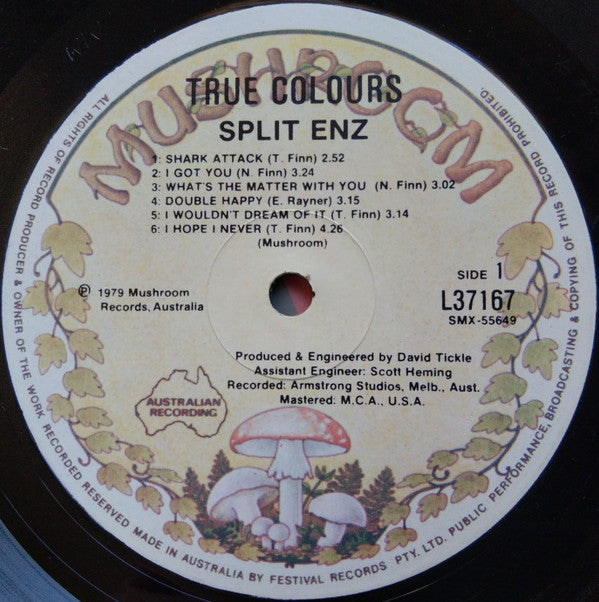 MUSHROOM
TRUE COLOURS
SPLIT ENZ
1: SHARK ATTACK (T. Finn) 2.52
2: I GOT YOU (N. Finn) 3.24
3: WHAT'S THE MATTER WITH YOU (N. Finn) 3.02
4: DOUBLE HAPPY (E. Rayner) 3.15
5: I WOULDN'T DREAM OF IT (T. Finn) 3.14
6: I HOPE I NEVER (T. Finn) 4.26
(Mushroom)
SIDE 1
L37167
SMX-55649
℗ 1979 Mushroom
Records, Australia
Produced & Engineered by David Tickle
Assistant Engineer: Scott Heming
Recorded: Armstrong Studios, Melb., Aust.
Mastered: M.C.A., U.S.A.
AUSTRALIAN
RECORDING
ALL RIGHTS OF RECORD PRODUCER & OWNER OF THE WORK RECORDED RESERVED MADE IN AUSTRALIA BY FESTIVAL RECORDS PTY. LTD. PUBLIC PERFORMANCE, BROADCASTING & COPYING OF THIS RECORD PROHIBITED.